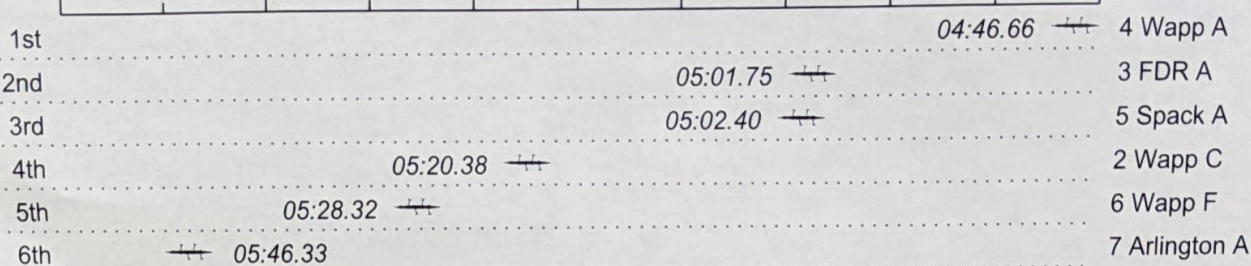 1st 04:46.66 4 Wapp A
2nd 05:01.75 3 FDR A
3rd 05:02.40 5 Spack A
4th 05:20.38 2 Wapp C
5th 05:28.32 6 Wapp F
6th 05:46.33 7 Arlington A